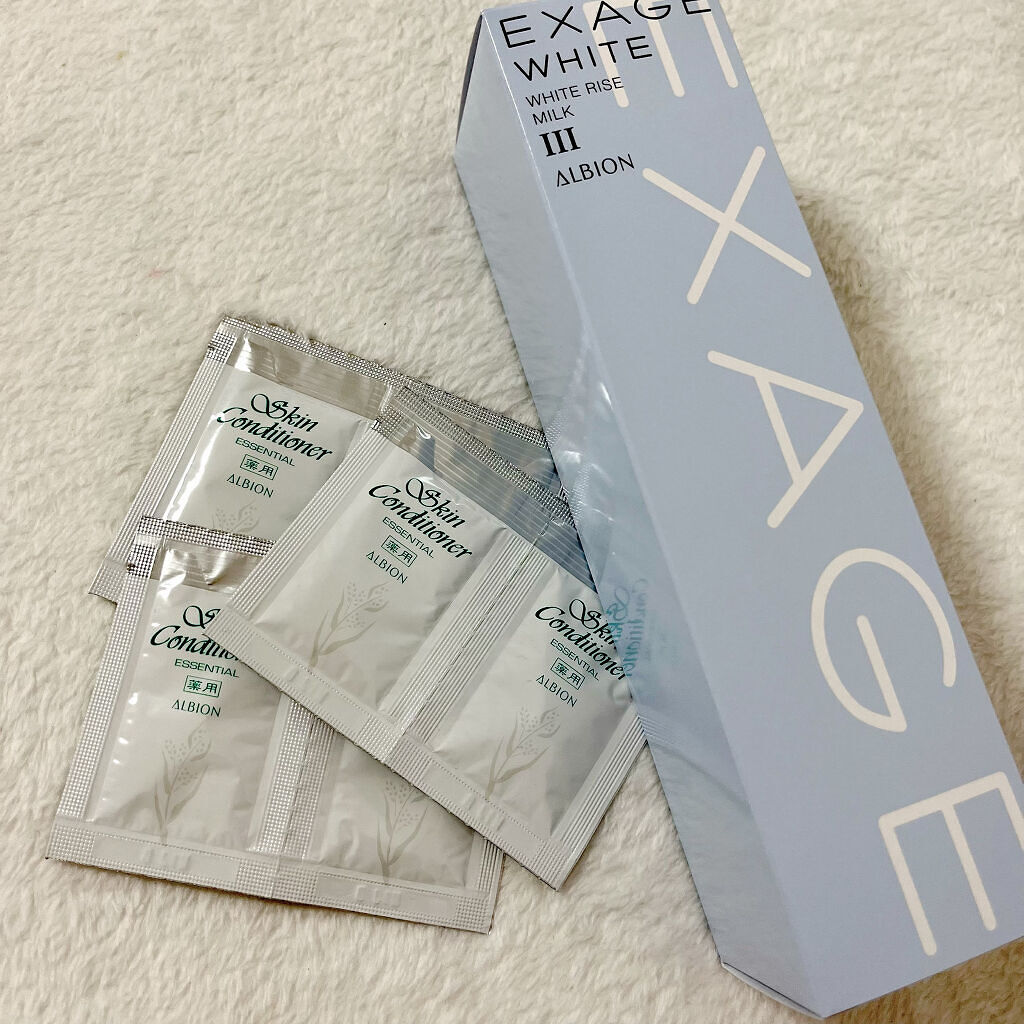 EXAGE
WHITE
WHITE RISE
MILK
III
ALBION
EXAGE
Skin
Conditioner
ESSENTIAL
薬用
ALBION
Skin
Conditioner
ESSENTIAL
薬用
ALBION
Skin
Conditioner
ESSENTIAL
薬用
ALBION
Skin
Conditioner
ESSENTIAL
薬用
ALBION